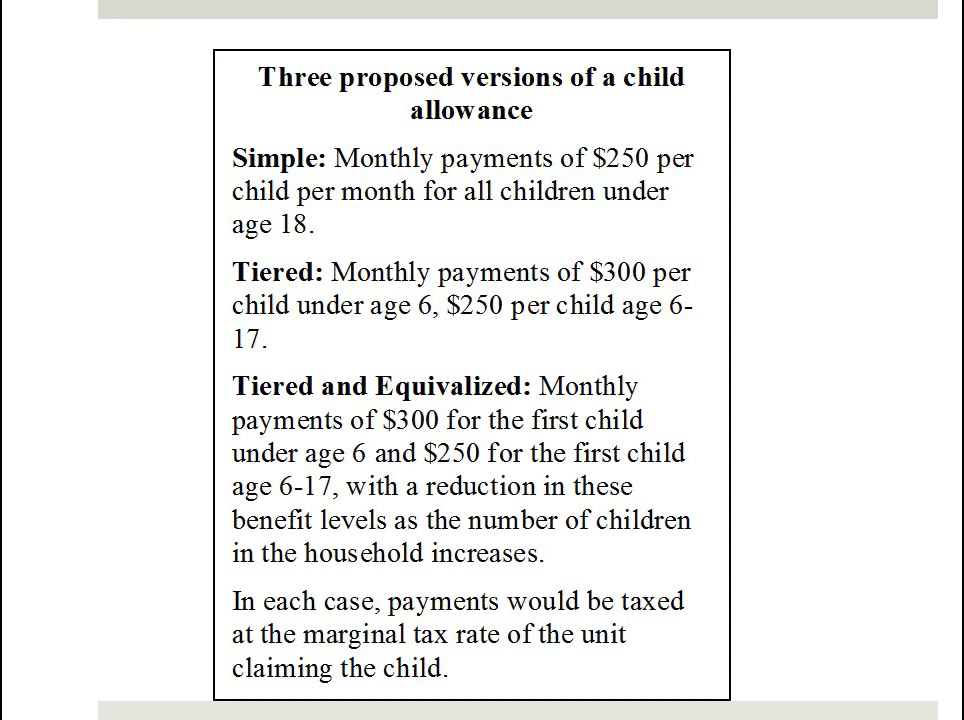 Three proposed versions of a child
allowance
Simple: Monthly payments of $250 per
child per month for all children under
age 18.
Tiered: Monthly payments of $300 per
child under age 6, $250 per child age 6-
17.
Tiered and Equivalized: Monthly
payments of $300 for the first child
under age 6 and $250 for the first child
age 6-17, with a reduction in these
benefit levels as the number of children
in the household increases.
In each case, payments would be taxed
at the marginal tax rate of the unit
claiming the child.